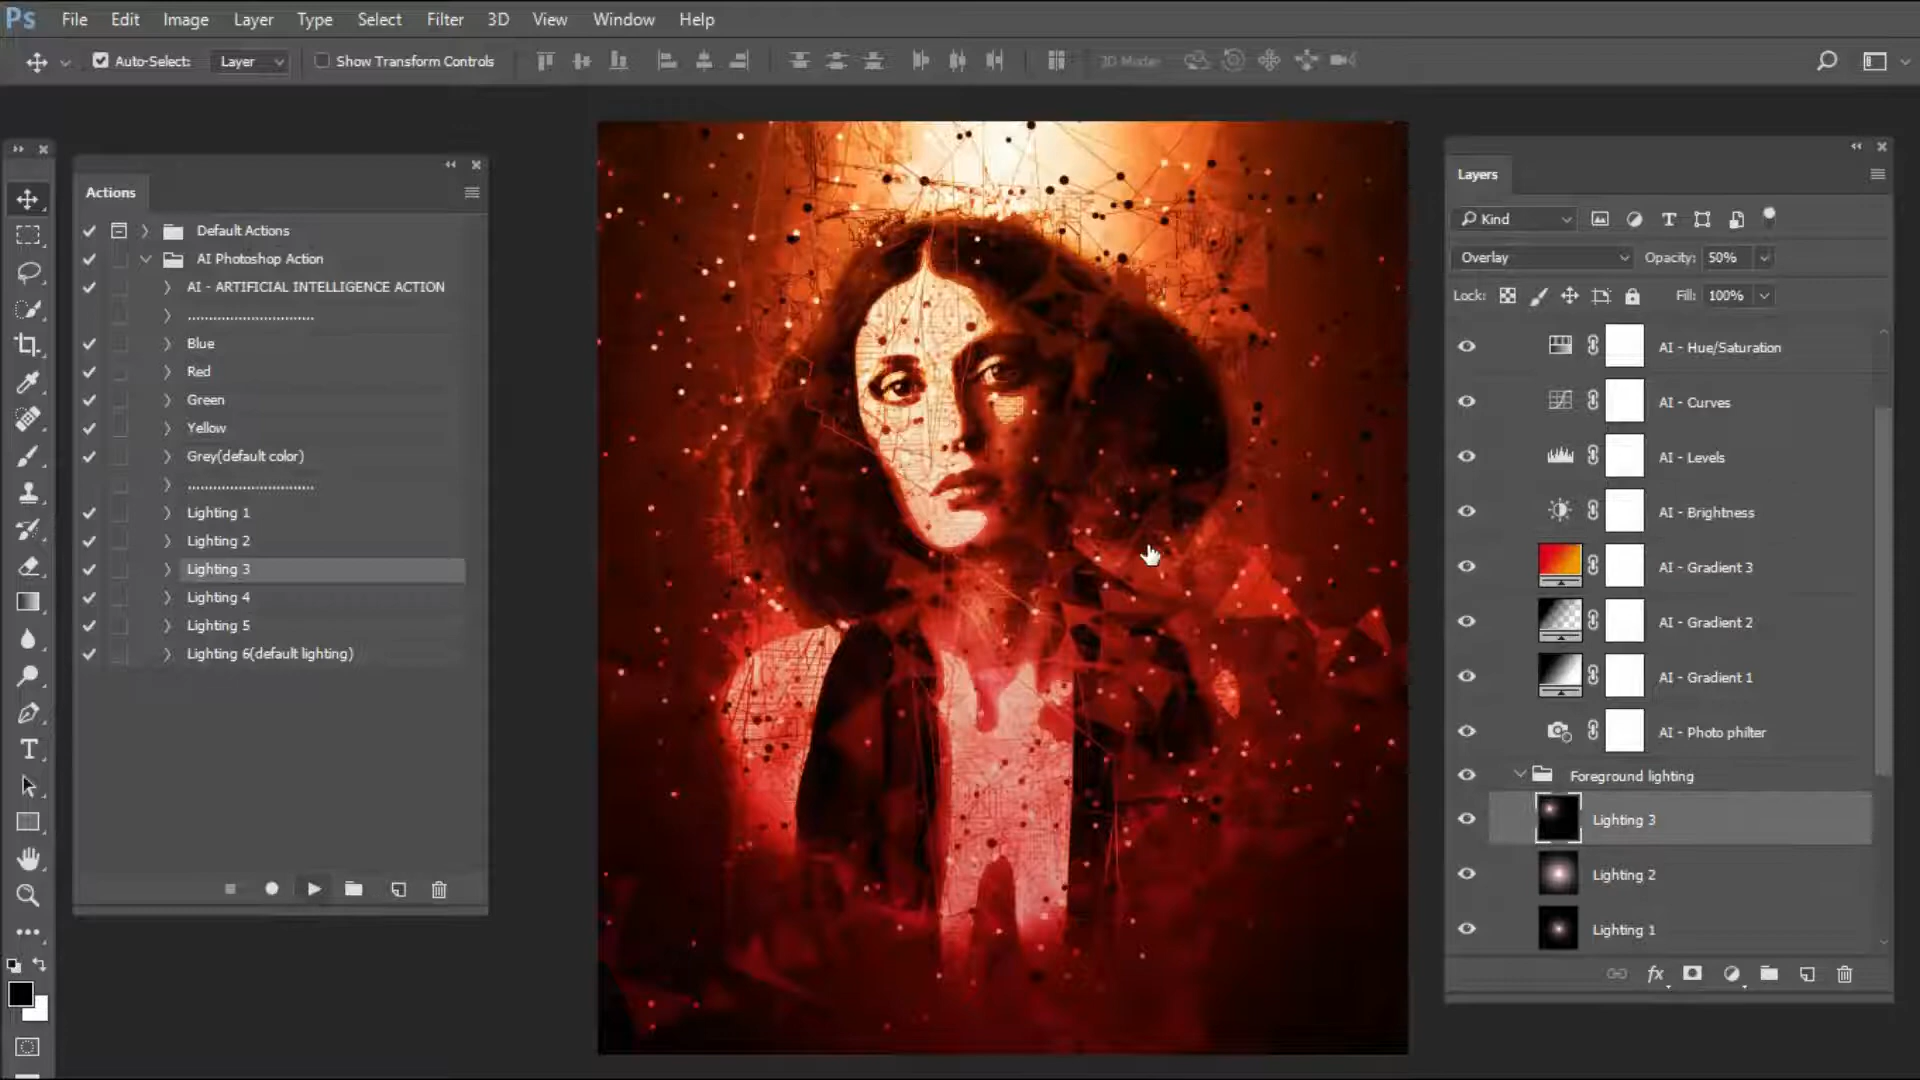 Ps File Edit Image Layer Type Select Filter 3D View Window Help
Auto-Select: Layer Show Transform Controls 3D Mode:
Actions
Default Actions
AI Photoshop Action
AI - ARTIFICIAL INTELLIGENCE ACTION
..............................
Blue
Red
Green
Yellow
Grey(default color)
..............................
Lighting 1
Lighting 2
Lighting 3
Lighting 4
Lighting 5
Lighting 6(default lighting)
Layers
Kind
Overlay Opacity: 50%
Lock: Fill: 100%
AI - Hue/Saturation
AI - Curves
AI - Levels
AI - Brightness
AI - Gradient 3
AI - Gradient 2
AI - Gradient 1
AI - Photo philter
Foreground lighting
Lighting 3
Lighting 2
Lighting 1
fx